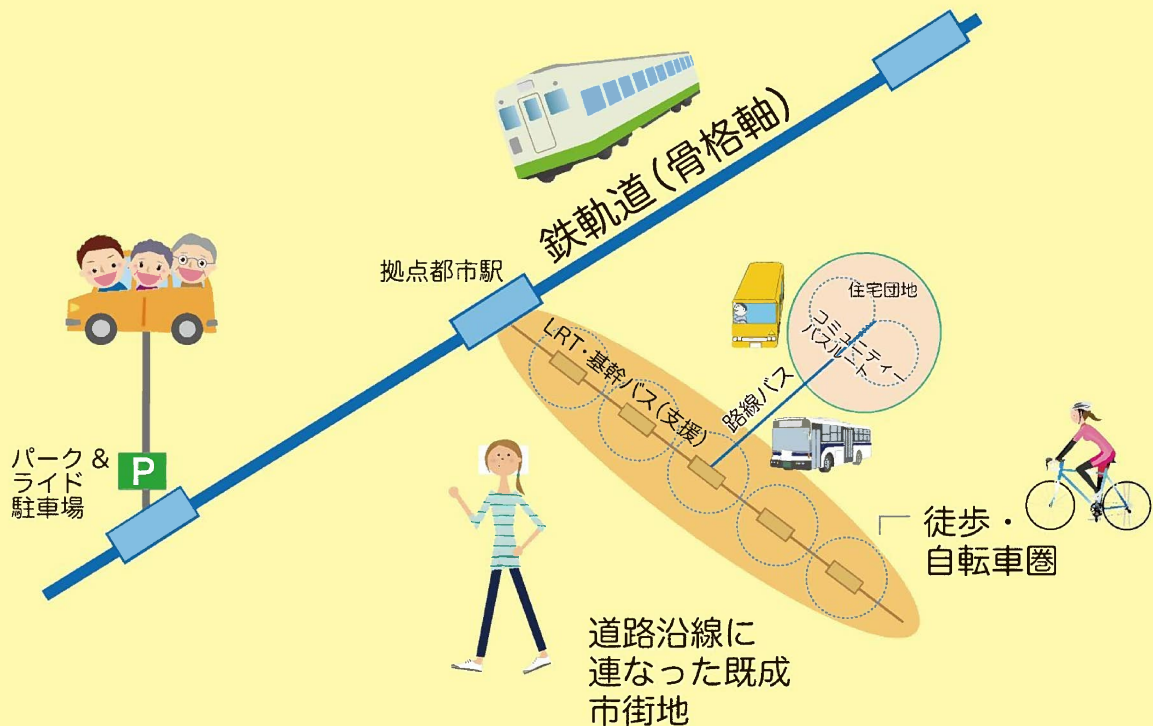 鉄軌道(骨格軸)
拠点都市駅
住宅団地
コミュニティー
バスルート
LRT・基幹バス(支援)
路線バス
パーク &
ライド
駐車場
P
徒歩・
自転車圏
道路沿線に
連なった既成
市街地